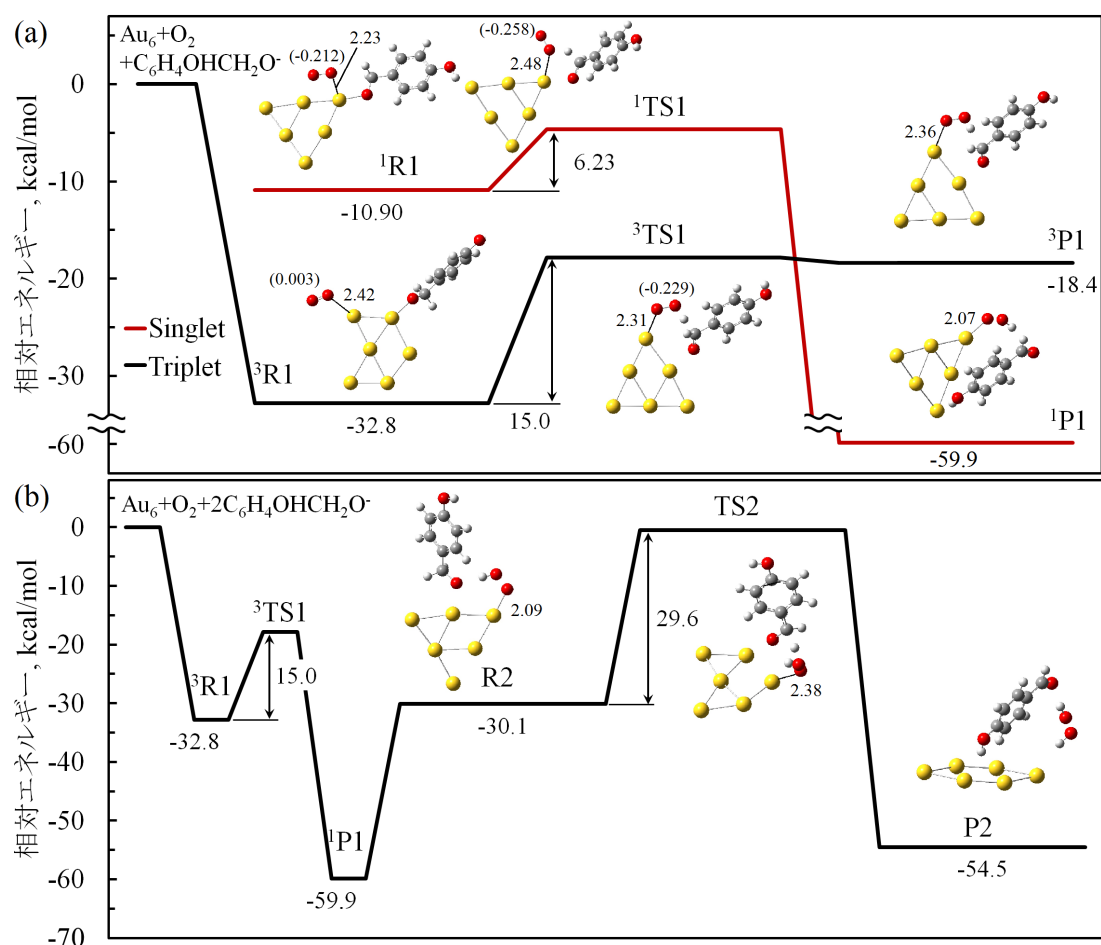 (a)
Au₆+O₂
+C₆H₄OHCH₂O⁻
(-0.212)
2.23
(-0.258)
2.48
¹TS1
¹R1
6.23
-10.90
2.36
³TS1
³P1
-18.4
(0.003)
2.42
(-0.229)
2.31
2.07
Singlet
Triplet
³R1
-32.8
15.0
¹P1
-59.9
0
-10
-20
-30
-60
相対エネルギー, kcal/mol
(b)
Au₆+O₂+2C₆H₄OHCH₂O⁻
TS2
³TS1
2.09
29.6
³R1
15.0
R2
2.38
-32.8
-30.1
¹P1
P2
-59.9
-54.5
0
-10
-20
-30
-40
-50
-60
-70
相対エネルギー, kcal/mol